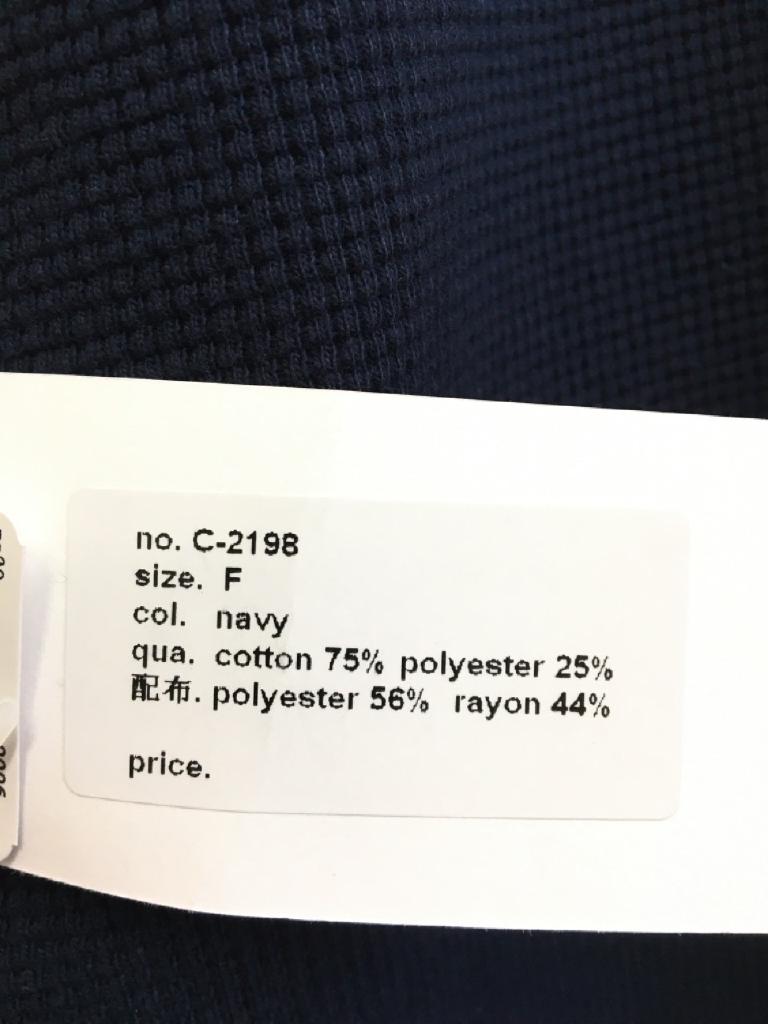 no. C-2198
size. F
col. navy
qua. cotton 75% polyester 25%
配布. polyester 56% rayon 44%
price.